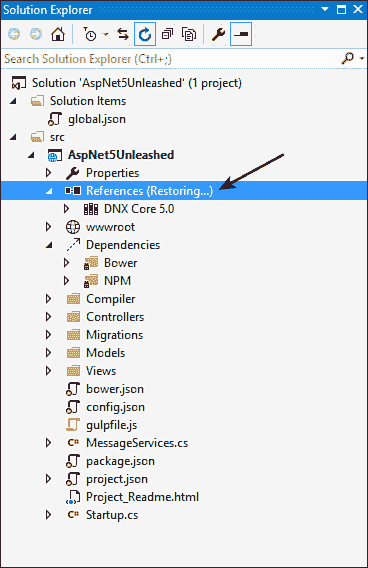 Solution Explorer
Search Solution Explorer (Ctrl+;)
Solution 'AspNet5Unleashed' (1 project)
Solution Items
global.json
src
AspNet5Unleashed
Properties
References (Restoring...)
DNX Core 5.0
wwwroot
Dependencies
Bower
NPM
Compiler
Controllers
Migrations
Models
Views
bower.json
config.json
gulpfile.js
C# MessageServices.cs
package.json
project.json
Project_Readme.html
C# Startup.cs